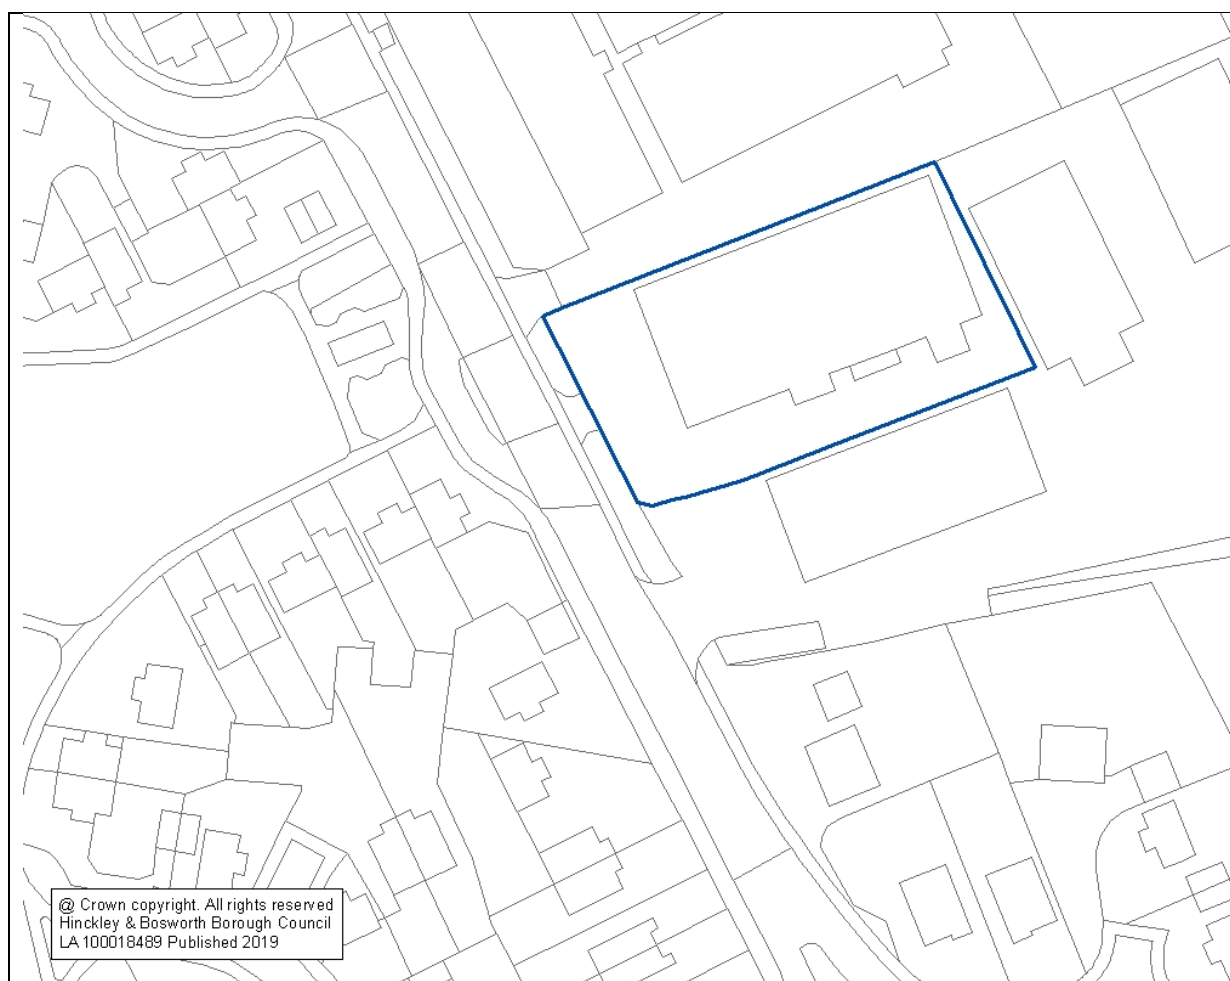 @ Crown copyright. All rights reserved
Hinckley & Bosworth Borough Council
LA 100018489 Published 2019